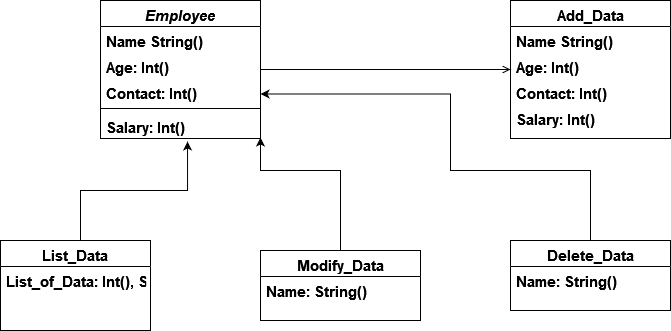 Employee
Name String()
Age: Int()
Contact: Int()
Salary: Int()
Add_Data
Name String()
Age: Int()
Contact: Int()
Salary: Int()
List_Data
List_of_Data: Int(), S
Modify_Data
Name: String()
Delete_Data
Name: String()